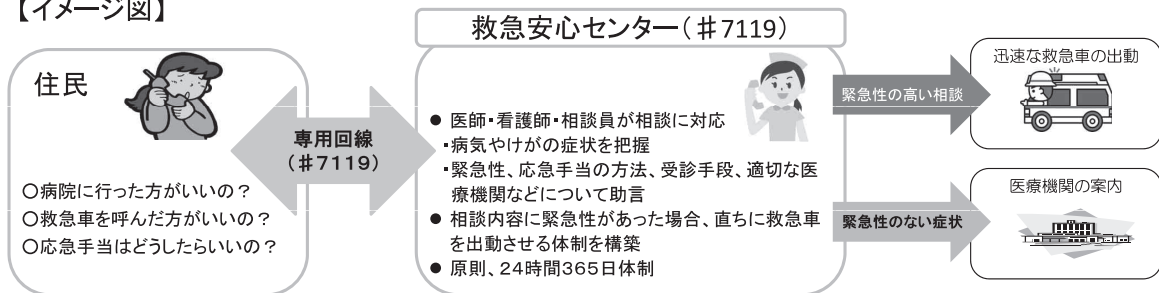 【イメージ図】
住民
○病院に行った方がいいの？
○救急車を呼んだ方がいいの？
○応急手当はどうしたらいいの？
専用回線
（＃7119）
救急安心センター（＃7119）
● 医師・看護師・相談員が相談に対応
・病気やけがの症状を把握
・緊急性、応急手当の方法、受診手段、適切な医
療機関などについて助言
● 相談内容に緊急性があった場合、直ちに救急車
を出動させる体制を構築
● 原則、24時間365日体制
緊急性の高い相談
迅速な救急車の出動
緊急性のない症状
医療機関の案内